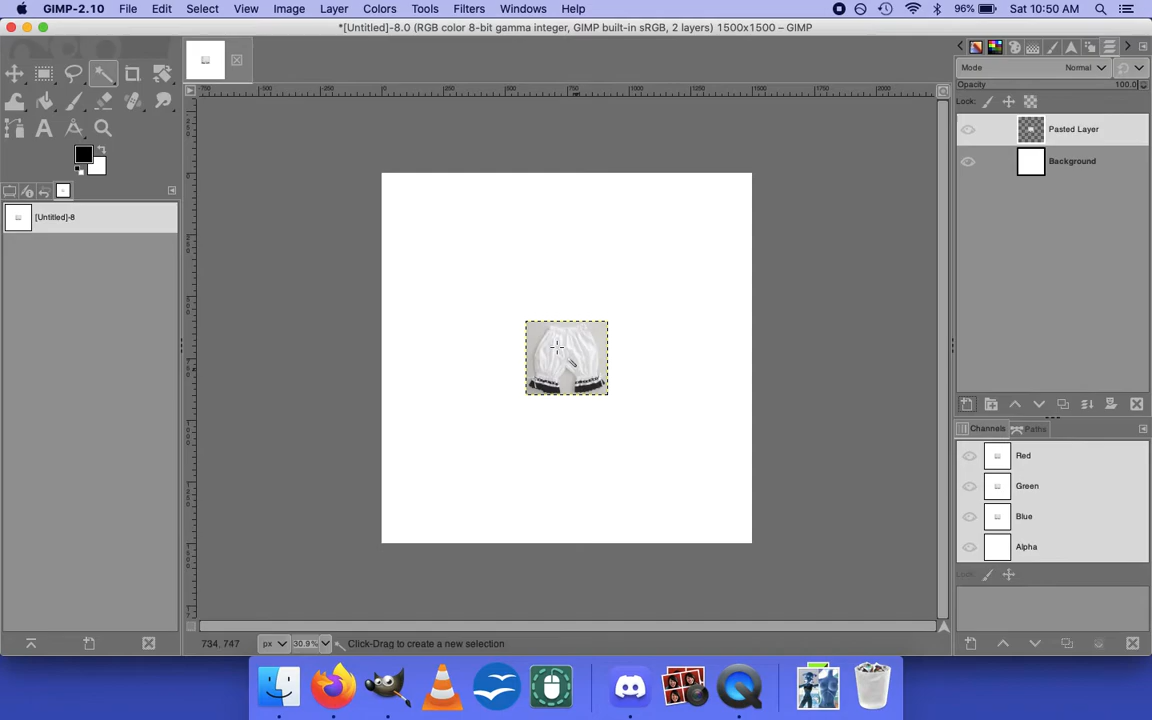 GIMP-2.10 File Edit Select View Image Layer Colors Tools Filters Windows Help 96% Sat 10:50 AM
*[Untitled]-8.0 (RGB color 8-bit gamma integer, GIMP built-in sRGB, 2 layers) 1500x1500 – GIMP
Mode Normal
Opacity 100.0
Lock:
Pasted Layer
Background
[Untitled]-8
Channels Paths
Red
Green
Blue
Alpha
Lock:
734, 747 px 30.9% Click-Drag to create a new selection